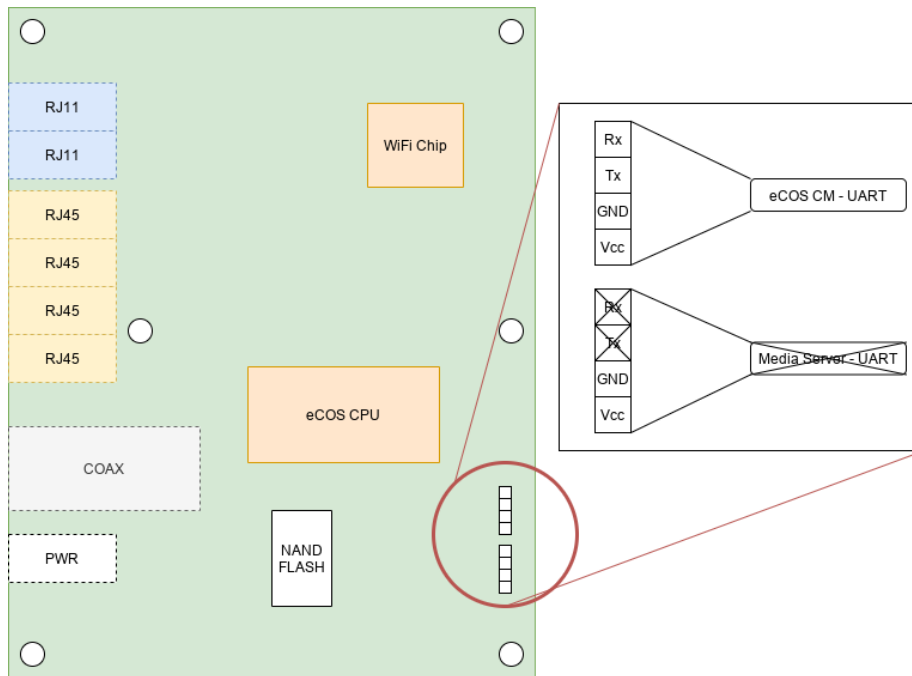 RJ11
RJ11
RJ45
RJ45
RJ45
RJ45
COAX
PWR
WiFi Chip
eCOS CPU
NAND
FLASH
Rx
Tx
GND
Vcc
eCOS CM - UART
Rx
Tx
GND
Vcc
Media Server - UART